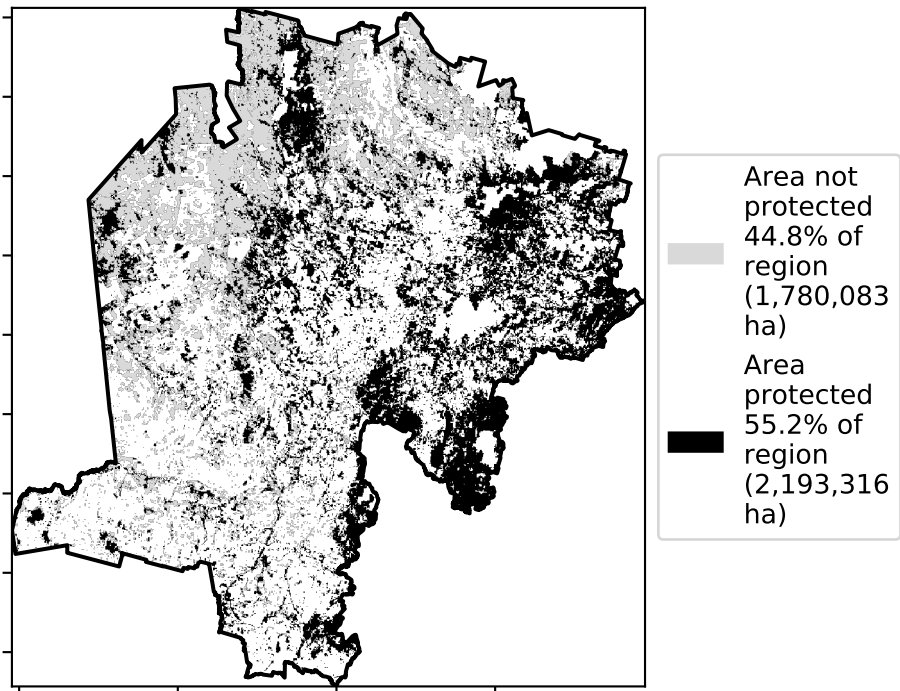 Area not
protected
44.8% of
region
(1,780,083
ha)
Area
protected
55.2% of
region
(2,193,316
ha)